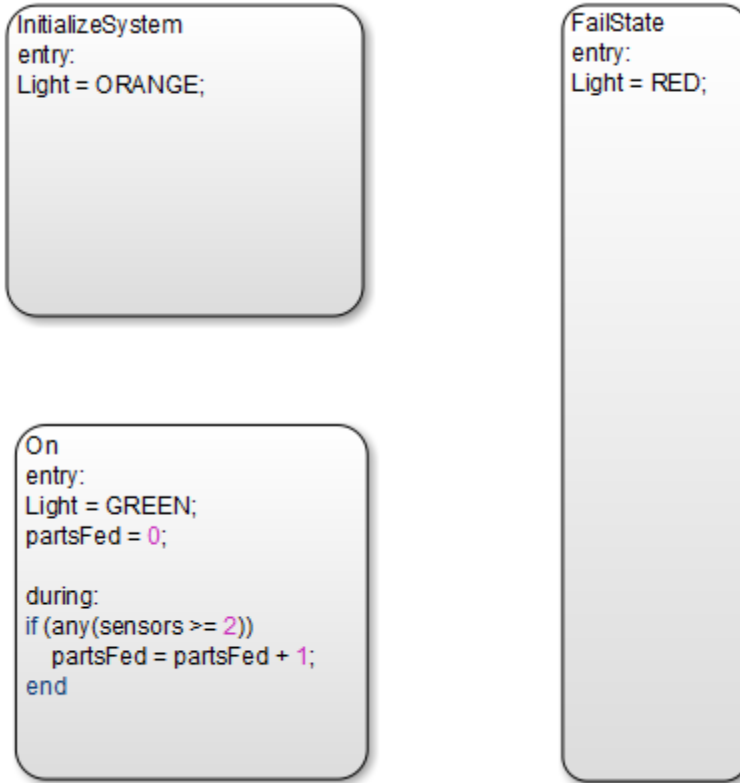 InitializeSystem
entry:
Light = ORANGE;
FailState
entry:
Light = RED;
On
entry:
Light = GREEN;
partsFed = 0;
during:
if (any(sensors >= 2))
partsFed = partsFed + 1;
end